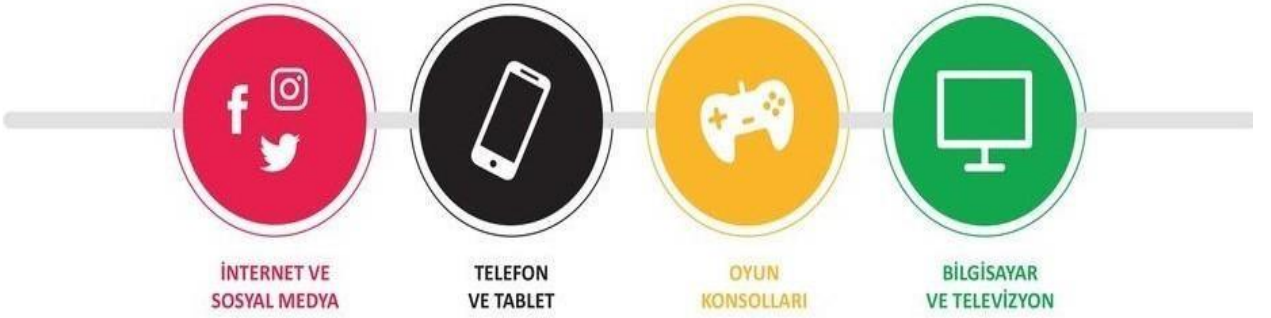 İNTERNET VE
SOSYAL MEDYA
TELEFON
VE TABLET
OYUN
KONSOLLARI
BİLGİSAYAR
VE TELEVİZYON